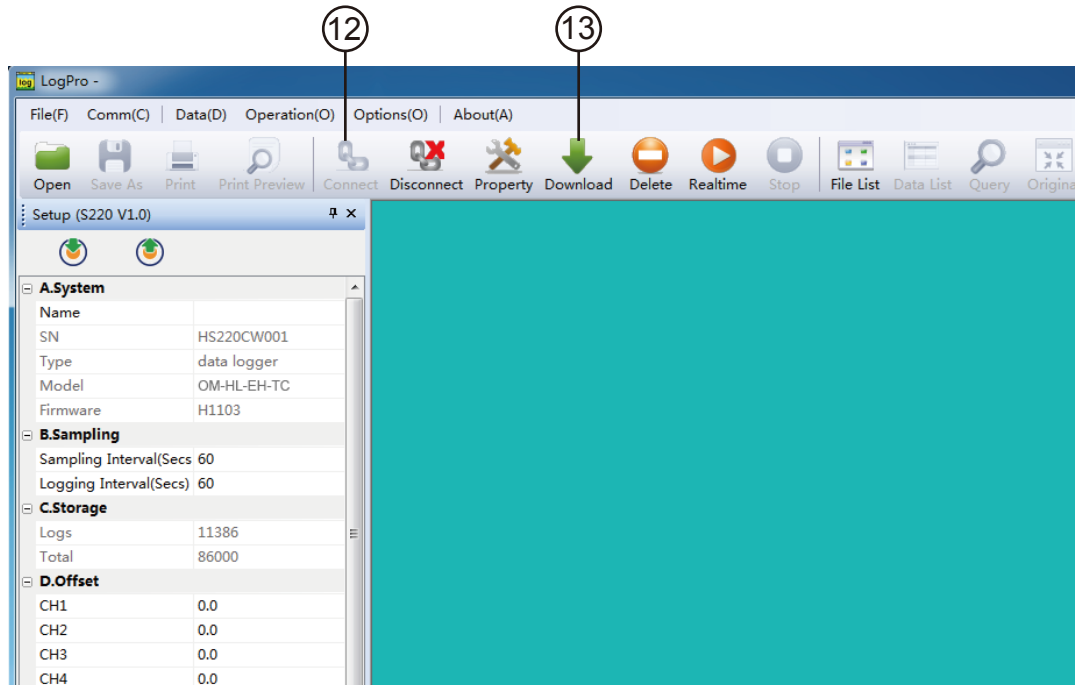 12 13
LogPro -
File(F) Comm(C) Data(D) Operation(O) Options(O) About(A)
Open Save As Print Print Preview Connect Disconnect Property Download Delete Realtime Stop File List Data List Query Origina
Setup (S220 V1.0)
A.System
Name
SN HS220CW001
Type data logger
Model OM-HL-EH-TC
Firmware H1103
B.Sampling
Sampling Interval(Secs 60
Logging Interval(Secs) 60
C.Storage
Logs 11386
Total 86000
D.Offset
CH1 0.0
CH2 0.0
CH3 0.0
CH4 0.0